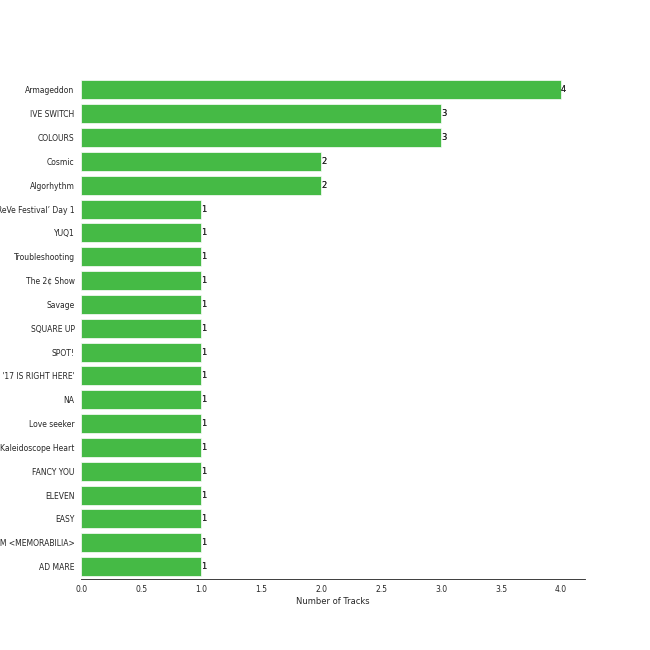 Armageddon 4
IVE SWITCH 3
COLOURS 3
Cosmic 2
Algorhythm 2
Festival' Day 1 1
YUQ1 1
Troubleshooting 1
The 2¢ Show 1
Savage 1
SQUARE UP 1
SPOT! 1
'17 IS RIGHT HERE' 1
NA 1
Love seeker 1
Kaleidoscope Heart 1
FANCY YOU 1
ELEVEN 1
EASY 1
M <MEMORABILIA> 1
AD MARE 1
0.0 0.5 1.0 1.5 2.0 2.5 3.0 3.5 4.0
Number of Tracks